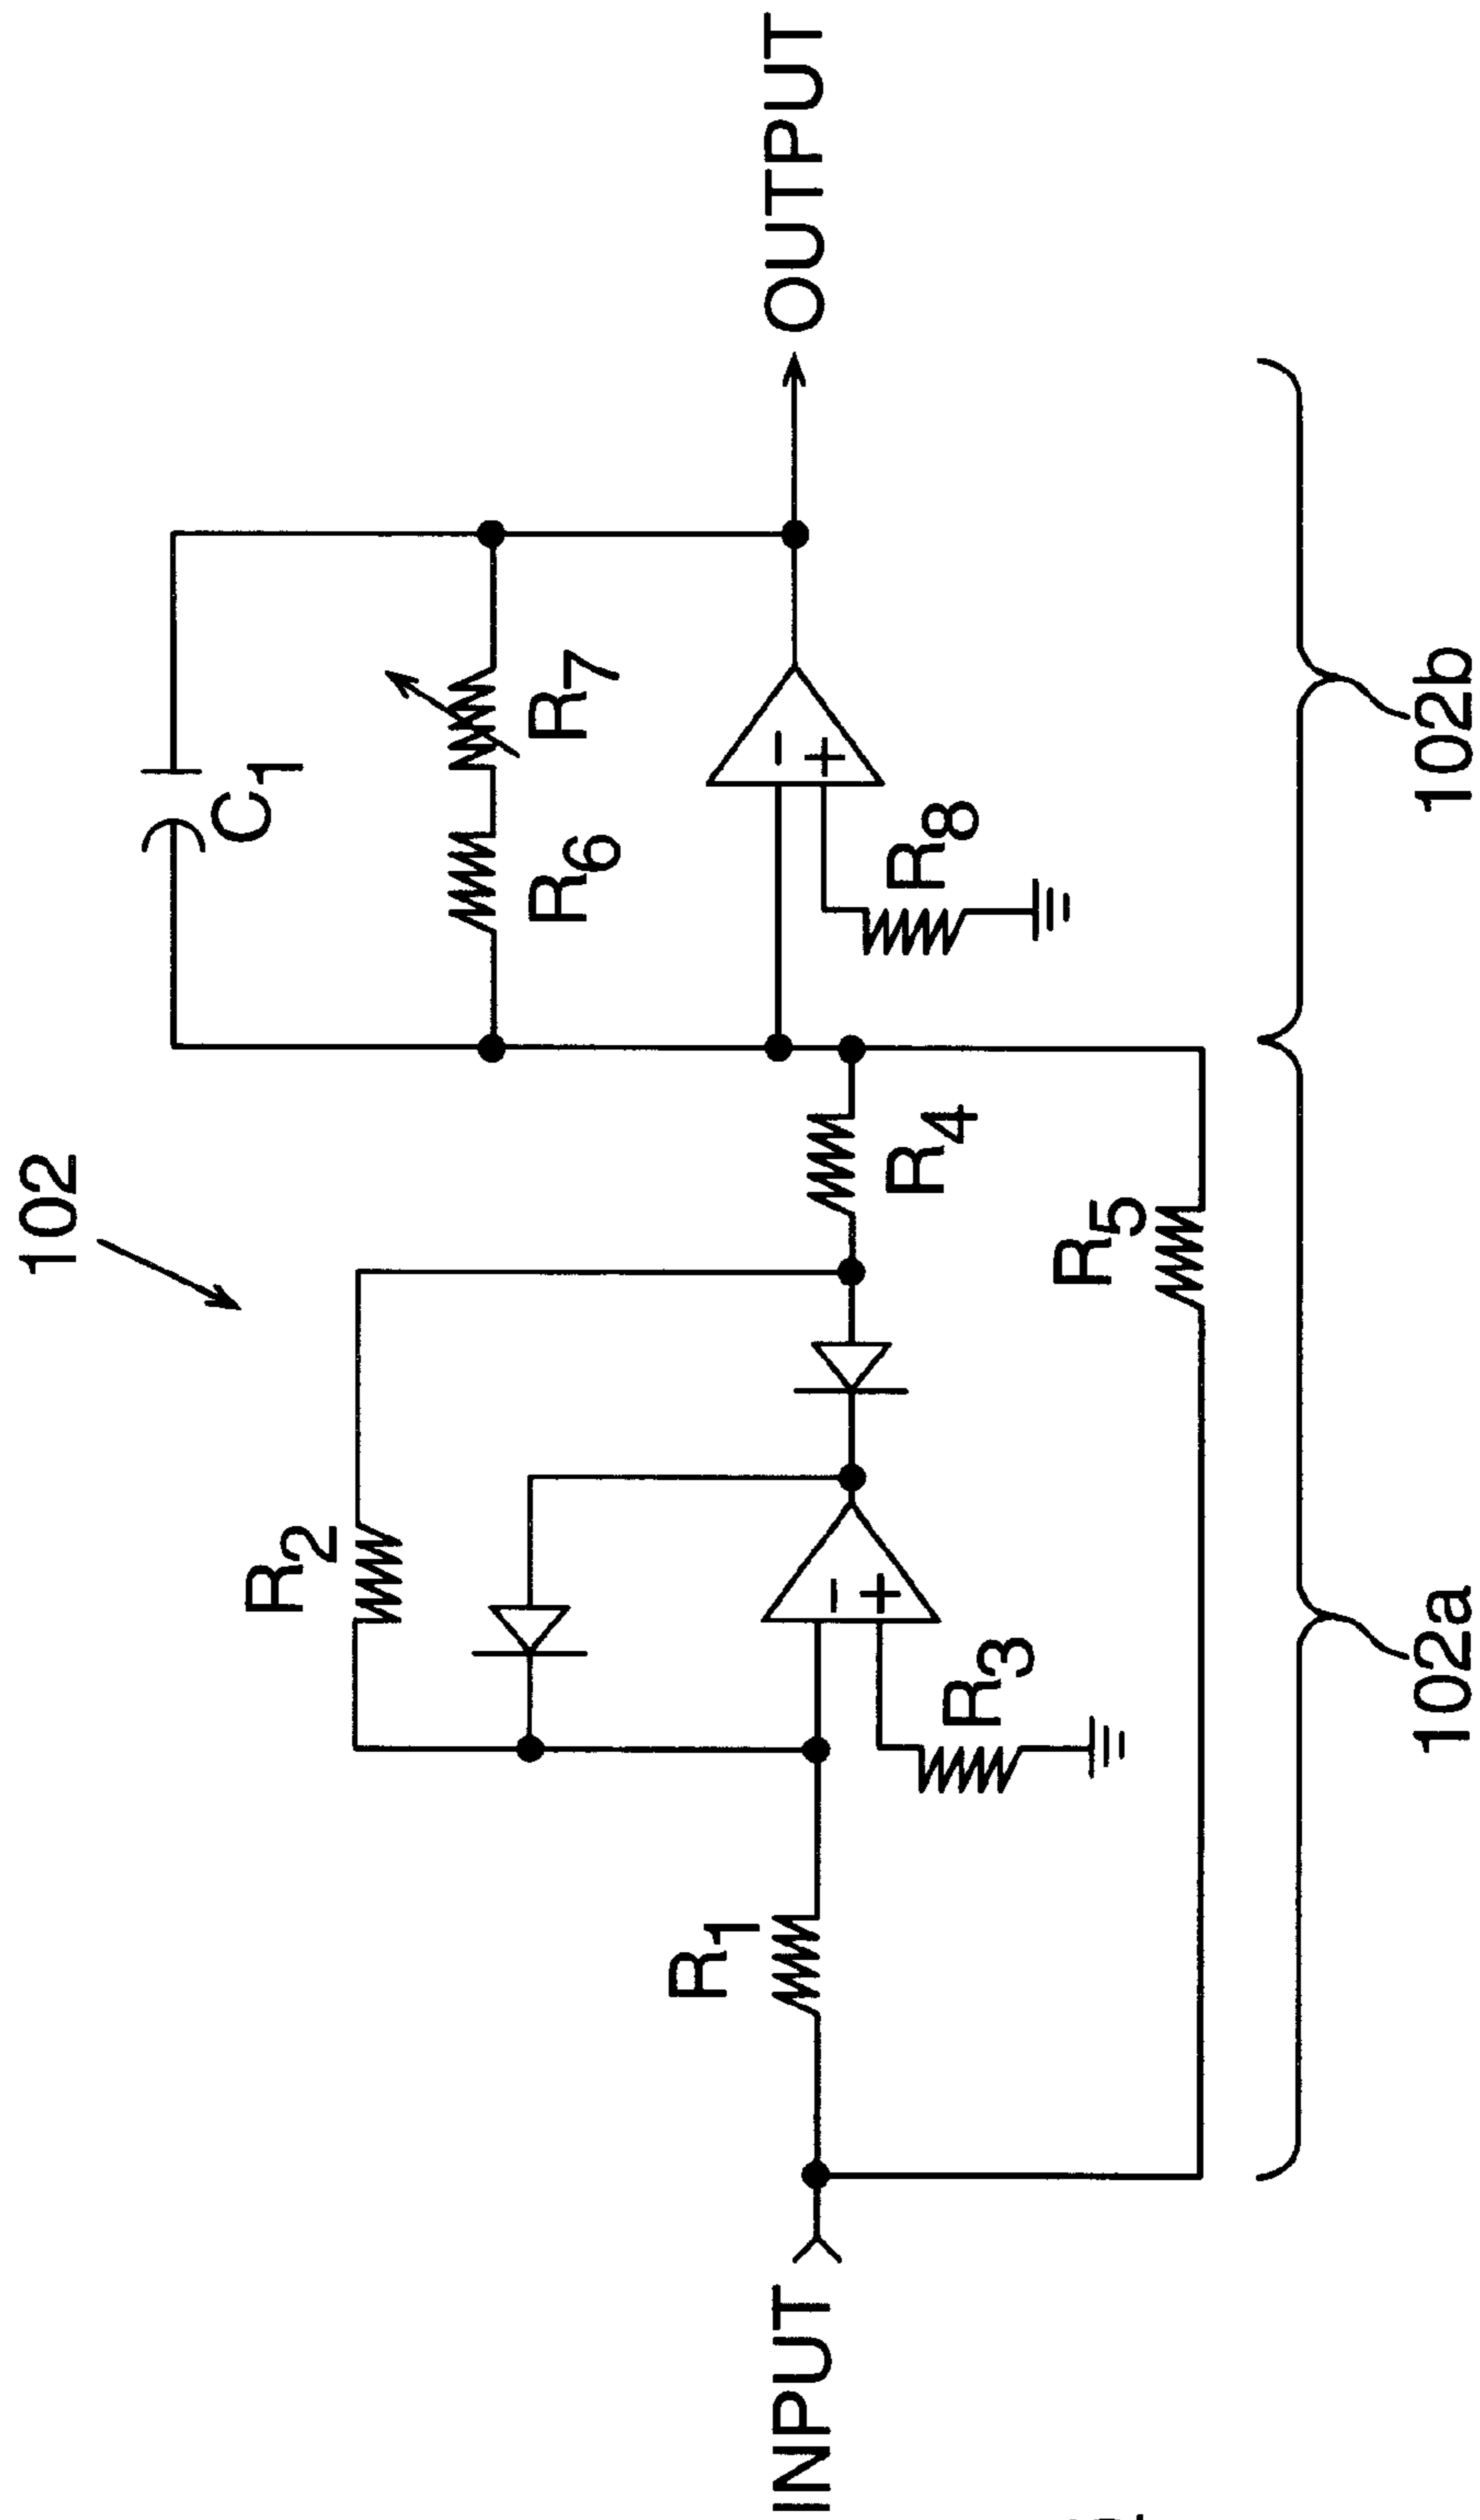 102
C1
R2
R6
R7
R1
R4
R8
R3
R5
INPUT
OUTPUT
-
+
-
+
102a
102b